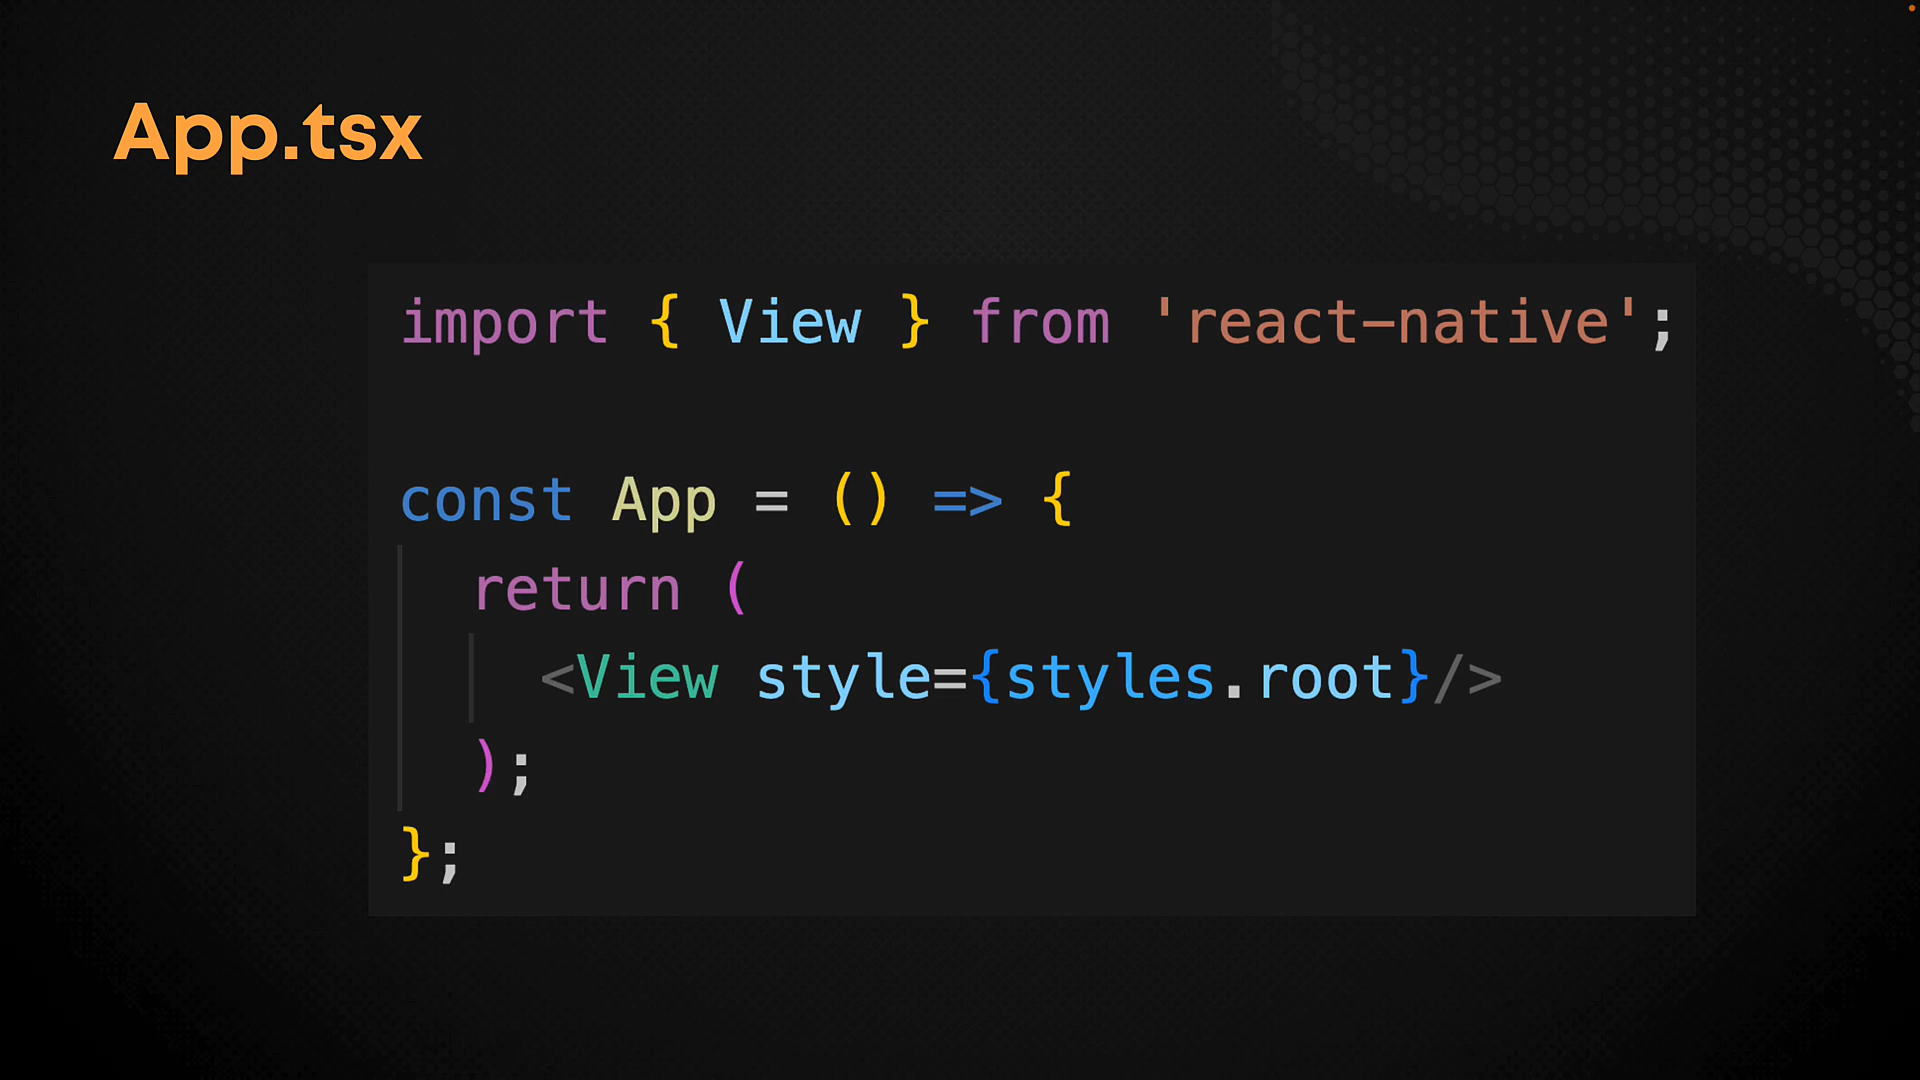 App.tsx
import { View } from 'react-native';
const App = () => {
return (
<View style={styles.root}/>
);
};